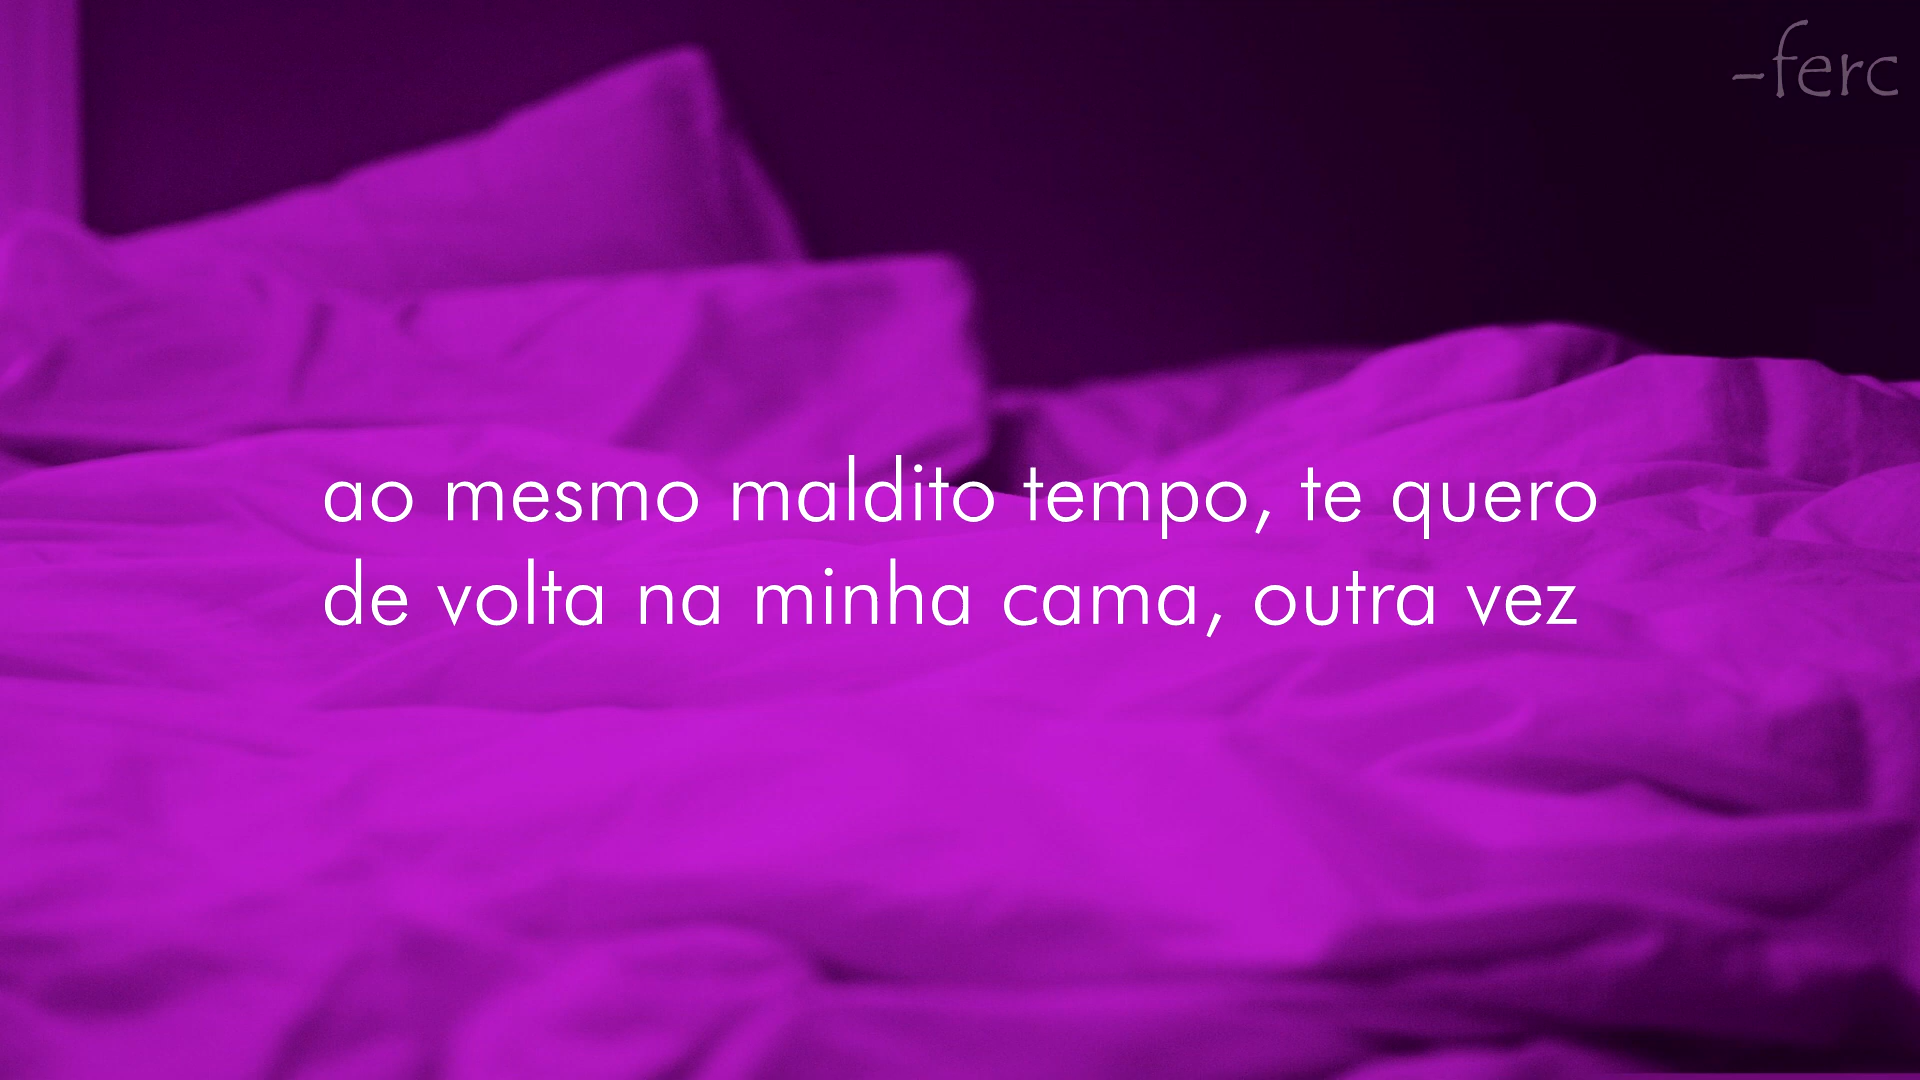 -ferc
ao mesmo maldito tempo, te quero
de volta na minha cama, outra vez